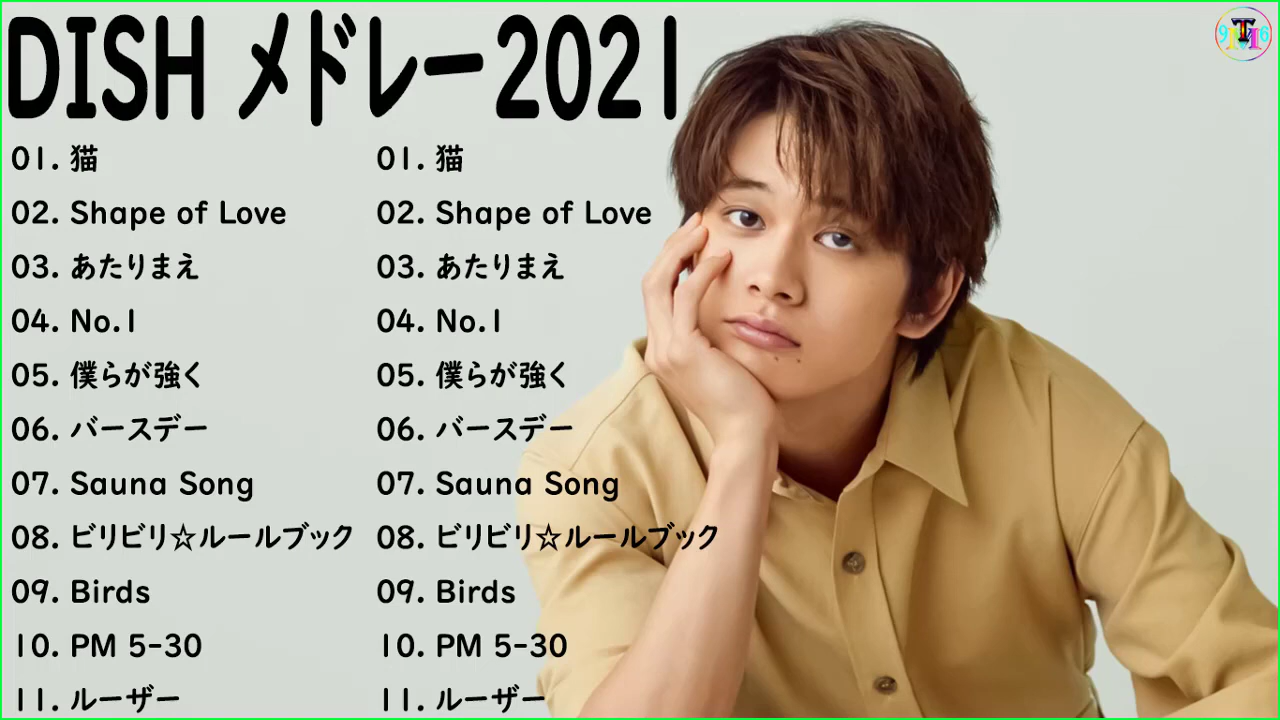 DISH メドレー2021
01. 猫
02. Shape of Love
03. あたりまえ
04. No.1
05. 僕らが強く
06. バースデー
07. Sauna Song
08. ビリビリ☆ルールブック
09. Birds
10. PM 5-30
11. ルーザー
01. 猫
02. Shape of Love
03. あたりまえ
04. No.1
05. 僕らが強く
06. バースデー
07. Sauna Song
08. ビリビリ☆ルールブック
09. Birds
10. PM 5-30
11. ルーザー